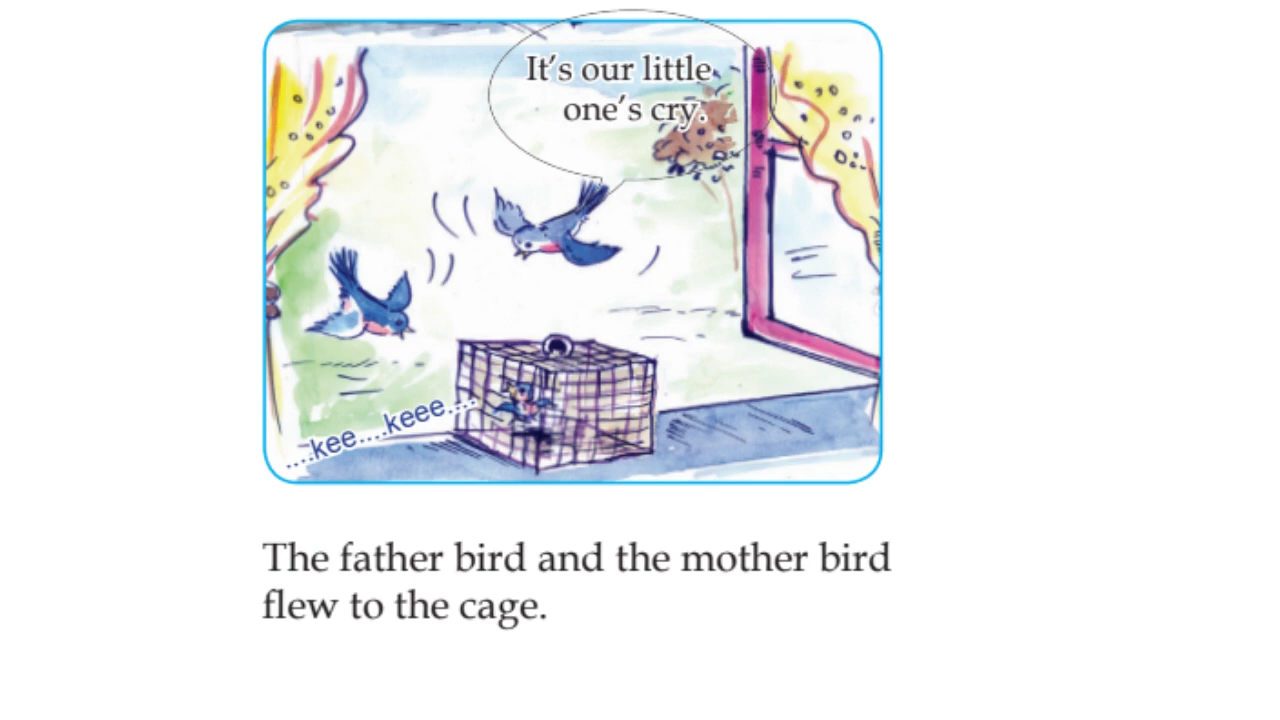 It's our little
one's cry.
....kee....keee....
The father bird and the mother bird
flew to the cage.